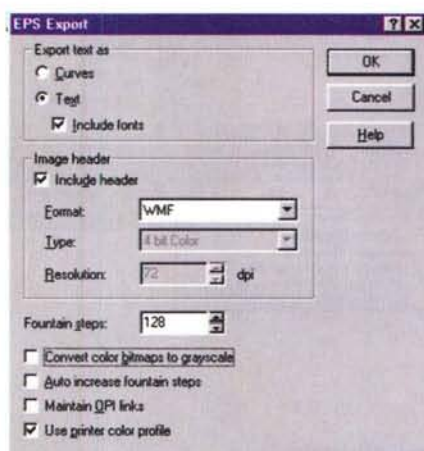 EPS Export
Export text as
Curves
Text
Include fonts
OK
Cancel
Help
Image header
Include header
Format: WMF
Type: 4 bit Color
Resolution: 72 dpi
Fountain steps: 128
Convert color bitmaps to grayscale
Auto increase fountain steps
Maintain OPI links
Use printer color profile